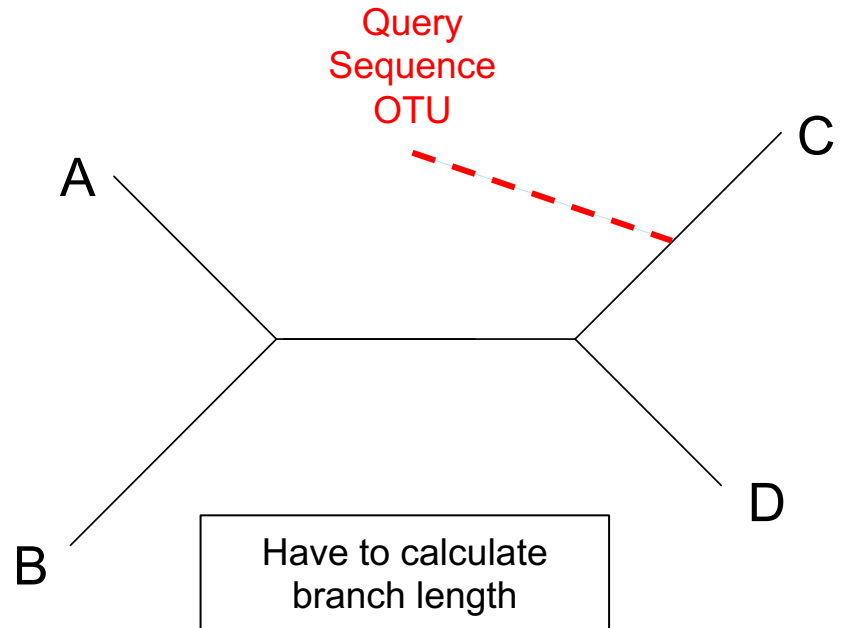 Query
Sequence
OTU
C
A
D
B
Have to calculate
branch length